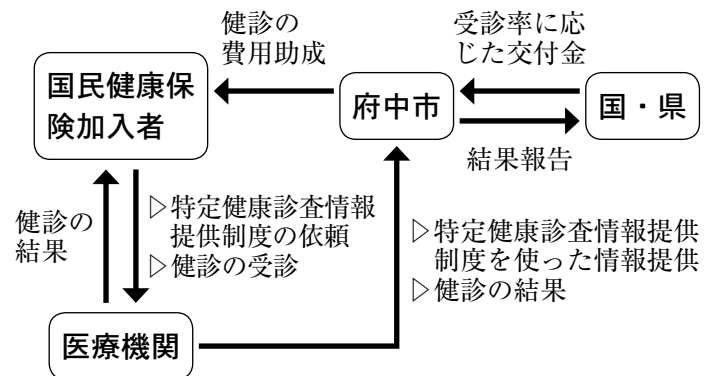 健診の
費用助成
受診率に応
じた交付金
国民健康保
険加入者
府中市
国・県
結果報告
健診の
結果
▷特定健康診査情報
提供制度の依頼
▷健診の受診
▷特定健康診査情報提供
制度を使った情報提供
▷健診の結果
医療機関